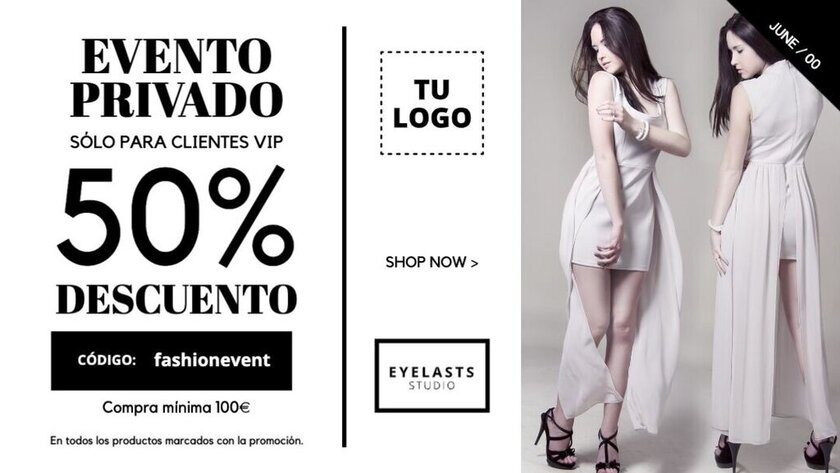 EVENTO
PRIVADO
SÓLO PARA CLIENTES VIP
50%
DESCUENTO
CÓDIGO: fashionevent
Compra mínima 100€
En todos los productos marcados con la promoción.
TU
LOGO
SHOP NOW >
EYELASTS
STUDIO
JUNE / 00